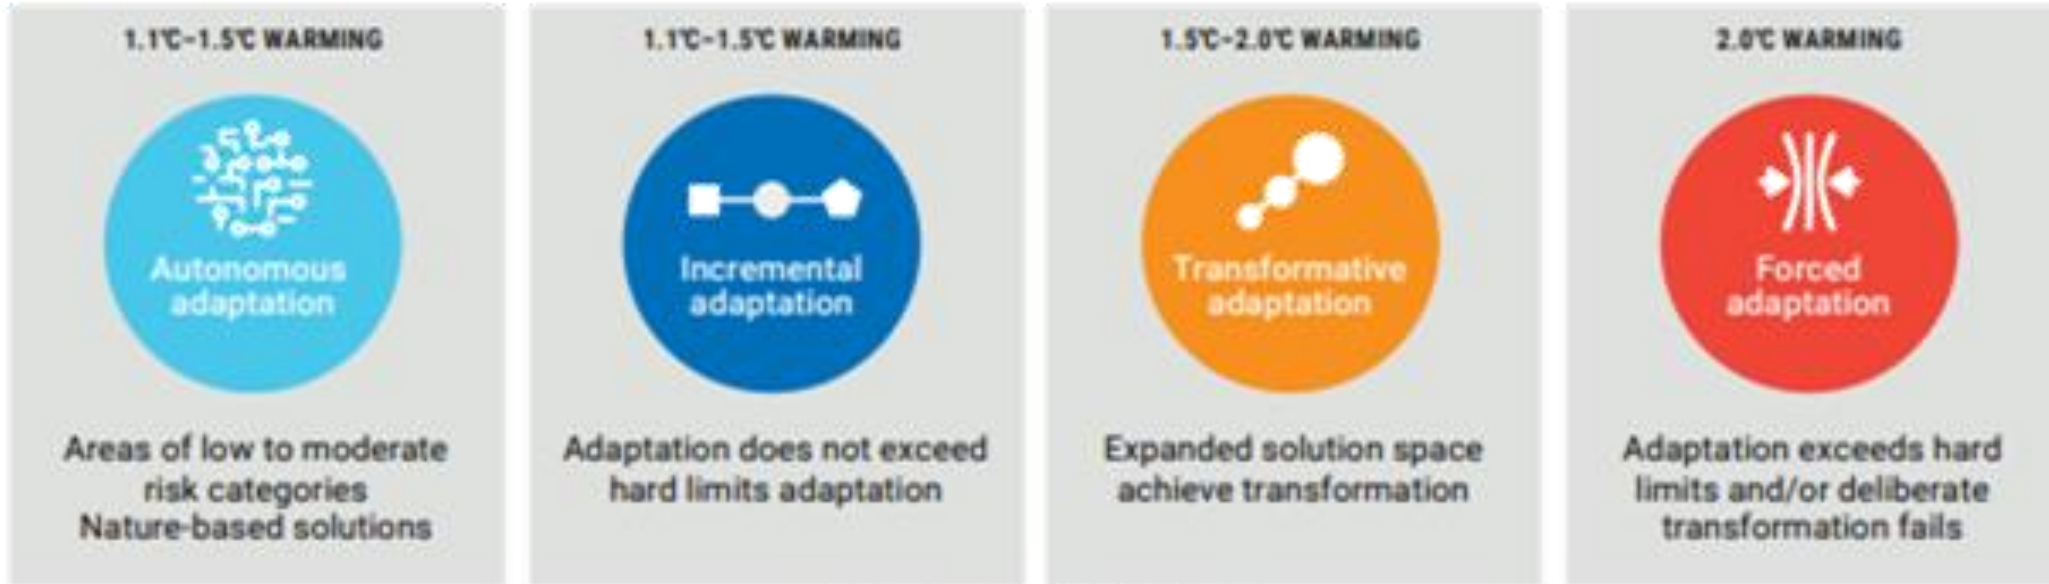 1.1℃–1.5℃ WARMING
Autonomous
adaptation
Areas of low to moderate
risk categories
Nature-based solutions
1.1℃–1.5℃ WARMING
Incremental
adaptation
Adaptation does not exceed
hard limits adaptation
1.5℃–2.0℃ WARMING
Transformative
adaptation
Expanded solution space
achieve transformation
2.0℃ WARMING
Forced
adaptation
Adaptation exceeds hard
limits and/or deliberate
transformation fails